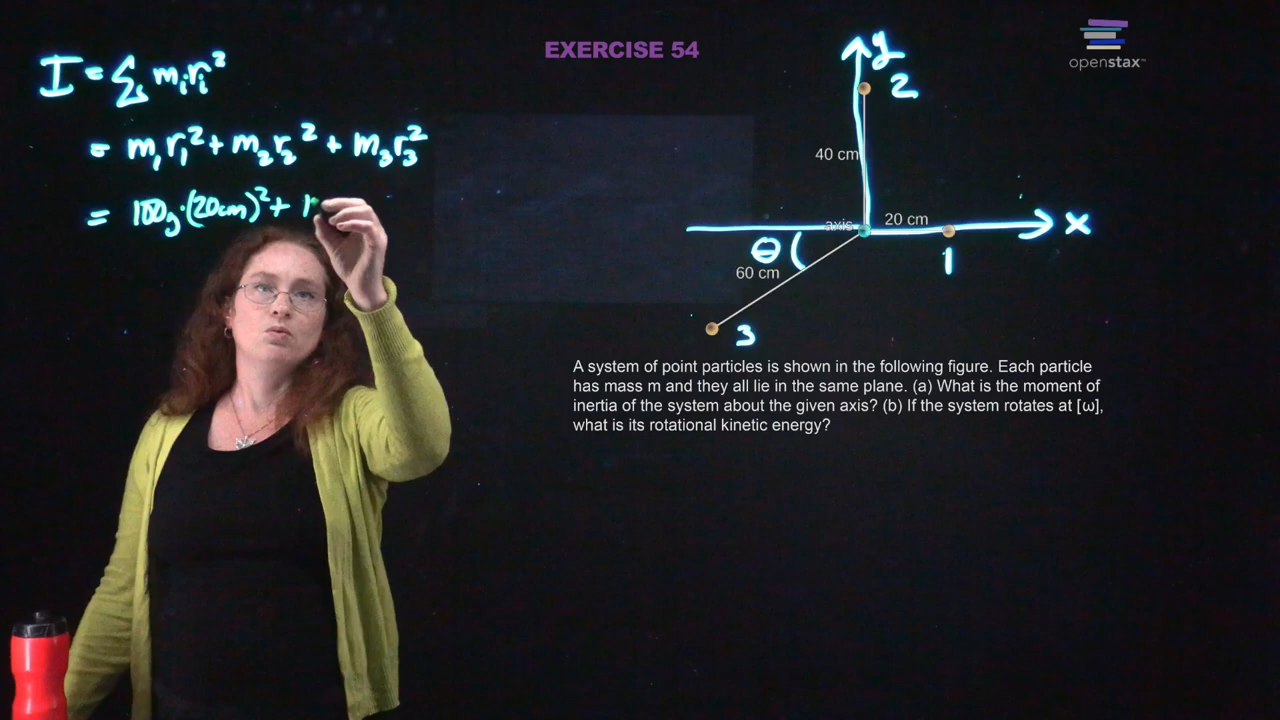 EXERCISE 54
openstax
I = Σ mᵢrᵢ²
= m₁r₁² + m₂r₂² + m₃r₃²
= 100g·(20cm)² + 1
y
2
40 cm
axis
20 cm
x
θ
1
60 cm
3
A system of point particles is shown in the following figure. Each particle
has mass m and they all lie in the same plane. (a) What is the moment of
inertia of the system about the given axis? (b) If the system rotates at [ω],
what is its rotational kinetic energy?